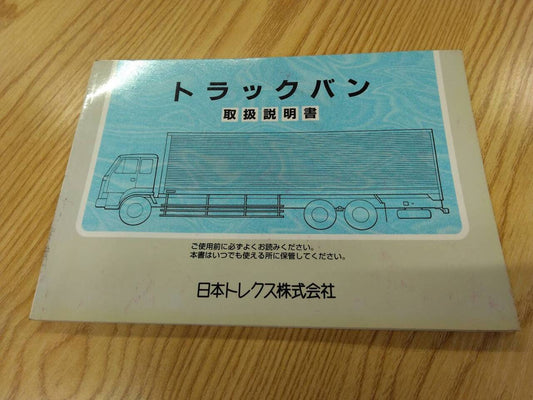 トラックバン
取扱説明書
ご使用前に必ずよくお読みください。
本書はいつでも使える所に保管してください。
日本トレクス株式会社